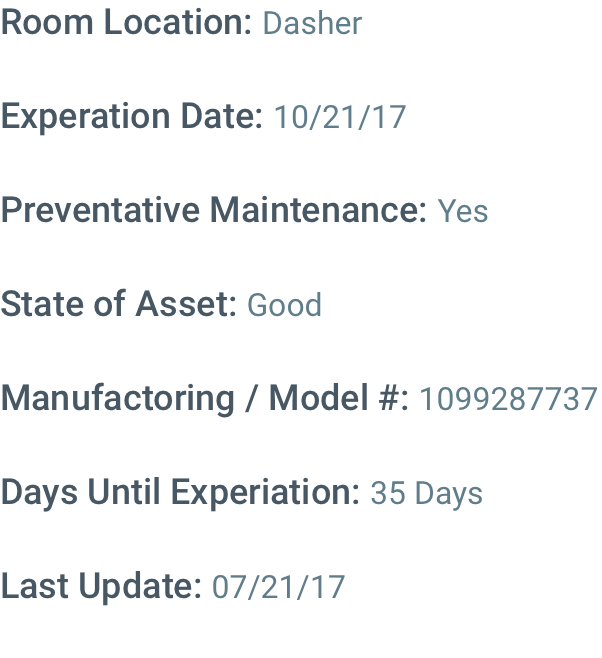 Room Location: Dasher
Experation Date: 10/21/17
Preventative Maintenance: Yes
State of Asset: Good
Manufactoring / Model #: 1099287737
Days Until Experiation: 35 Days
Last Update: 07/21/17